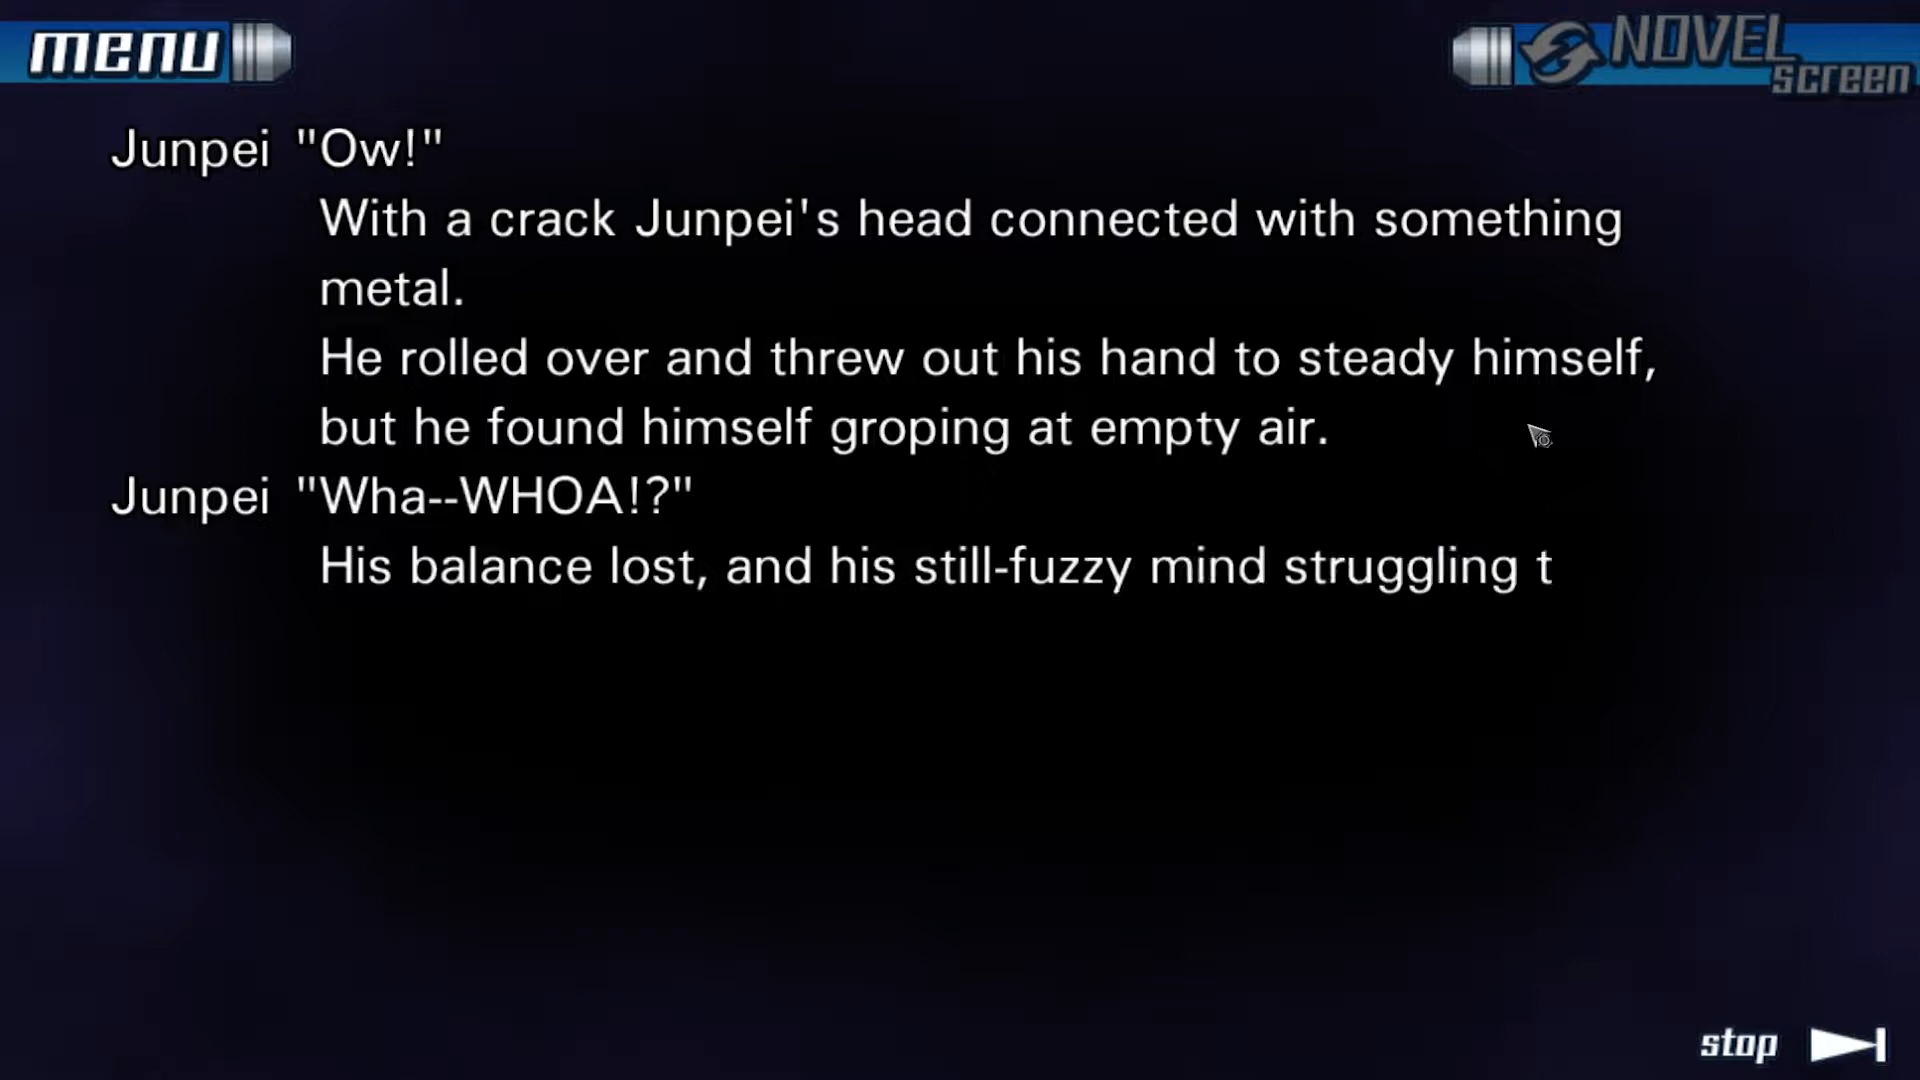 menu
NOVEL
screen
Junpei "Ow!"
With a crack Junpei's head connected with something
metal.
He rolled over and threw out his hand to steady himself,
but he found himself groping at empty air.
Junpei "Wha--WHOA!?"
His balance lost, and his still-fuzzy mind struggling t
stop